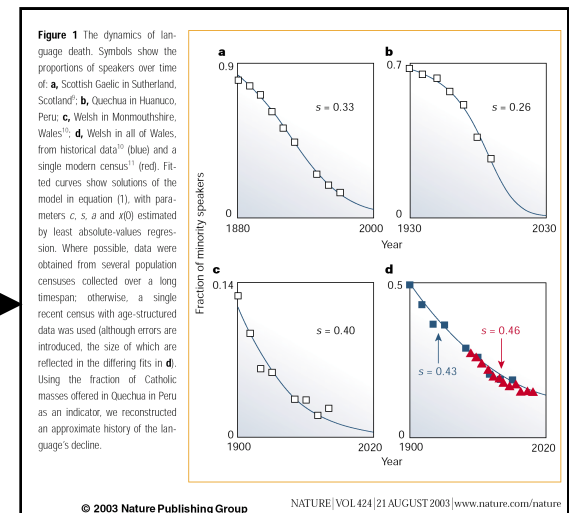 Figure 1 The dynamics of lan-
guage death. Symbols show the
proportions of speakers over time
of: a, Scottish Gaelic in Sutherland,
Scotland⁹; b, Quechua in Huanuco,
Peru; c, Welsh in Monmouthshire,
Wales¹⁰; d, Welsh in all of Wales,
from historical data¹⁰ (blue) and a
single modern census¹¹ (red). Fit-
ted curves show solutions of the
model in equation (1), with para-
meters c, s, a and x(0) estimated
by least absolute-values regres-
sion. Where possible, data were
obtained from several population
censuses collected over a long
timespan; otherwise, a single
recent census with age-structured
data was used (although errors are
introduced, the size of which are
reflected in the differing fits in d).
Using the fraction of Catholic
masses offered in Quechua in Peru
as an indicator, we reconstructed
an approximate history of the lan-
guage's decline.
Fraction of minority speakers
a
0.9
s = 0.33
0
1880
2000
Year
b
0.7
s = 0.26
0
1930
2030
Year
c
0.14
s = 0.40
0
1900
2020
Year
d
0.5
s = 0.46
s = 0.43
0
1900
2020
Year
© 2003 Nature Publishing Group
NATURE | VOL 424 | 21 AUGUST 2003 | www.nature.com/nature